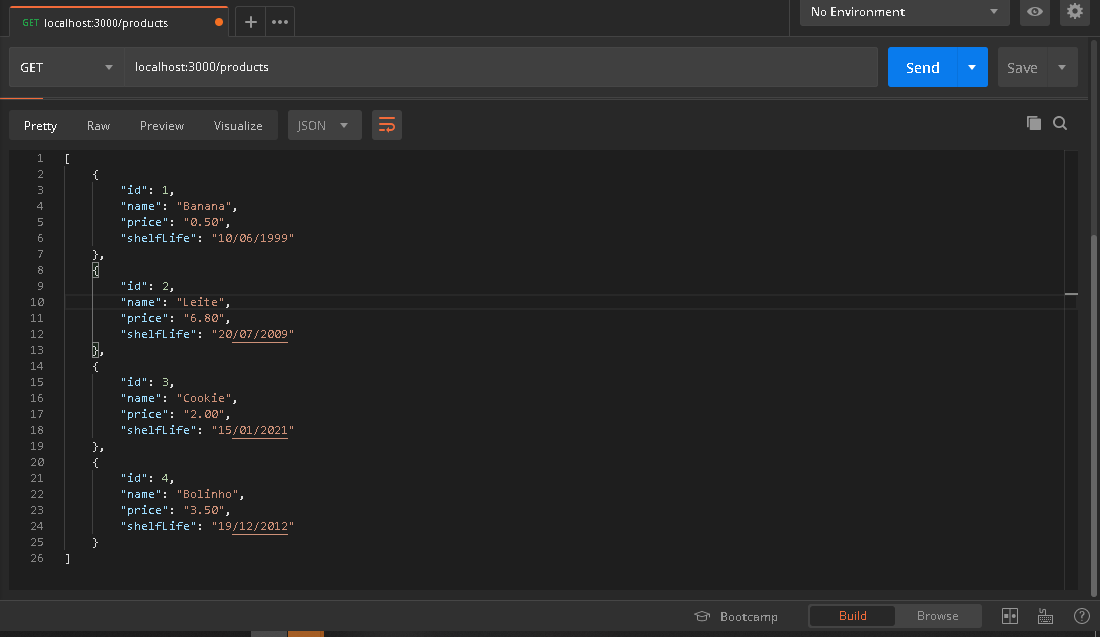 GET localhost:3000/products
No Environment
GET localhost:3000/products Send Save
Pretty Raw Preview Visualize JSON
1 [
2 {
3 "id": 1,
4 "name": "Banana",
5 "price": "0.50",
6 "shelfLife": "10/06/1999"
7 },
8 {
9 "id": 2,
10 "name": "Leite",
11 "price": "6.80",
12 "shelfLife": "20/07/2009"
13 },
14 {
15 "id": 3,
16 "name": "Cookie",
17 "price": "2.00",
18 "shelfLife": "15/01/2021"
19 },
20 {
21 "id": 4,
22 "name": "Bolinho",
23 "price": "3.50",
24 "shelfLife": "19/12/2012"
25 }
26 ]
Bootcamp Build Browse